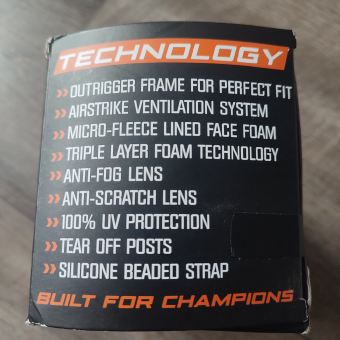 TECHNOLOGY
»OUTRIGGER FRAME FOR PERFECT FIT
»AIRSTRIKE VENTILATION SYSTEM
»MICRO-FLEECE LINED FACE FOAM
»TRIPLE LAYER FOAM TECHNOLOGY
»ANTI-FOG LENS
»ANTI-SCRATCH LENS
»100% UV PROTECTION
»TEAR OFF POSTS
»SILICONE BEADED STRAP
BUILT FOR CHAMPIONS